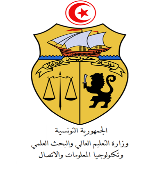 الجمهورية التونسية
وزارة التعليم العالي والبحث العلمي
وتكنولوجيا المعلومات والاتصال